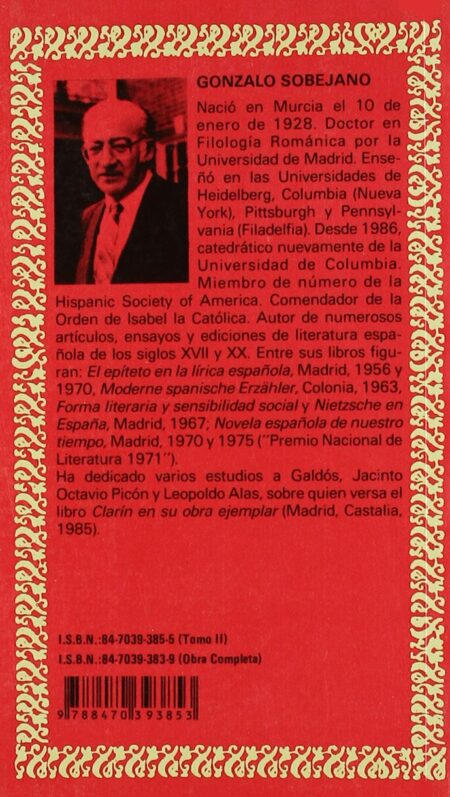 GONZALO SOBEJANO
Nació en Murcia el 10 de
enero de 1928. Doctor en
Filología Románica por la
Universidad de Madrid. Ense-
ñó en las Universidades de
Heidelberg, Columbia (Nueva
York), Pittsburgh y Pennsyl-
vania (Filadelfia). Desde 1986,
catedrático nuevamente de la
Universidad de Columbia.
Miembro de número de la
Hispanic Society of America. Comendador de la
Orden de Isabel la Católica. Autor de numerosos
artículos, ensayos y ediciones de literatura espa-
ñola de los siglos XVII y XX. Entre sus libros figu-
ran: El epíteto en la lírica española, Madrid, 1956 y
1970, Moderne spanische Erzähler, Colonia, 1963,
Forma literaria y sensibilidad social y Nietzsche en
España, Madrid, 1967; Novela española de nuestro
tiempo, Madrid, 1970 y 1975 ("Premio Nacional de
Literatura 1971").
Ha dedicado varios estudios a Galdós, Jacinto
Octavio Picón y Leopoldo Alas, sobre quien versa el
libro Clarín en su obra ejemplar (Madrid, Castalia,
1985).
I.S.B.N.:84-7039-385-5 (Tomo II)
I.S.B.N.:84-7039-383-9 (Obra Completa)
9 788470 393853